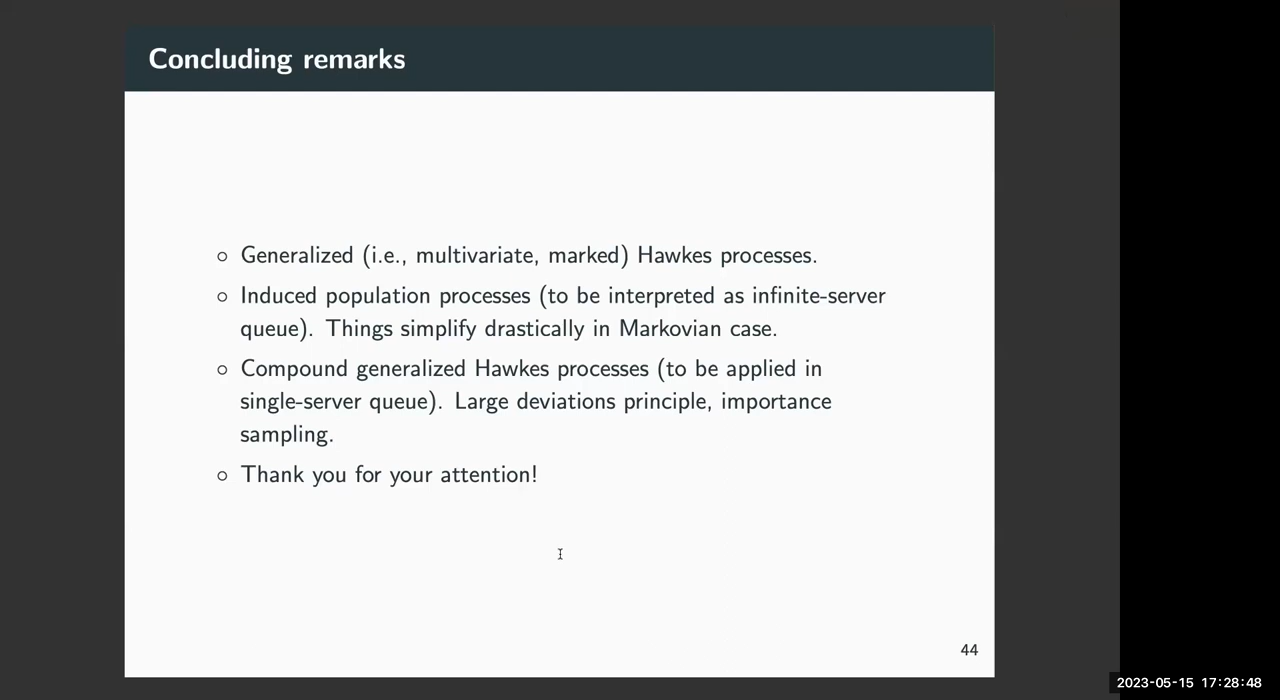 Concluding remarks
○ Generalized (i.e., multivariate, marked) Hawkes processes.
○ Induced population processes (to be interpreted as infinite-server
queue). Things simplify drastically in Markovian case.
○ Compound generalized Hawkes processes (to be applied in
single-server queue). Large deviations principle, importance
sampling.
○ Thank you for your attention!
44
2023-05-15 17:28:48